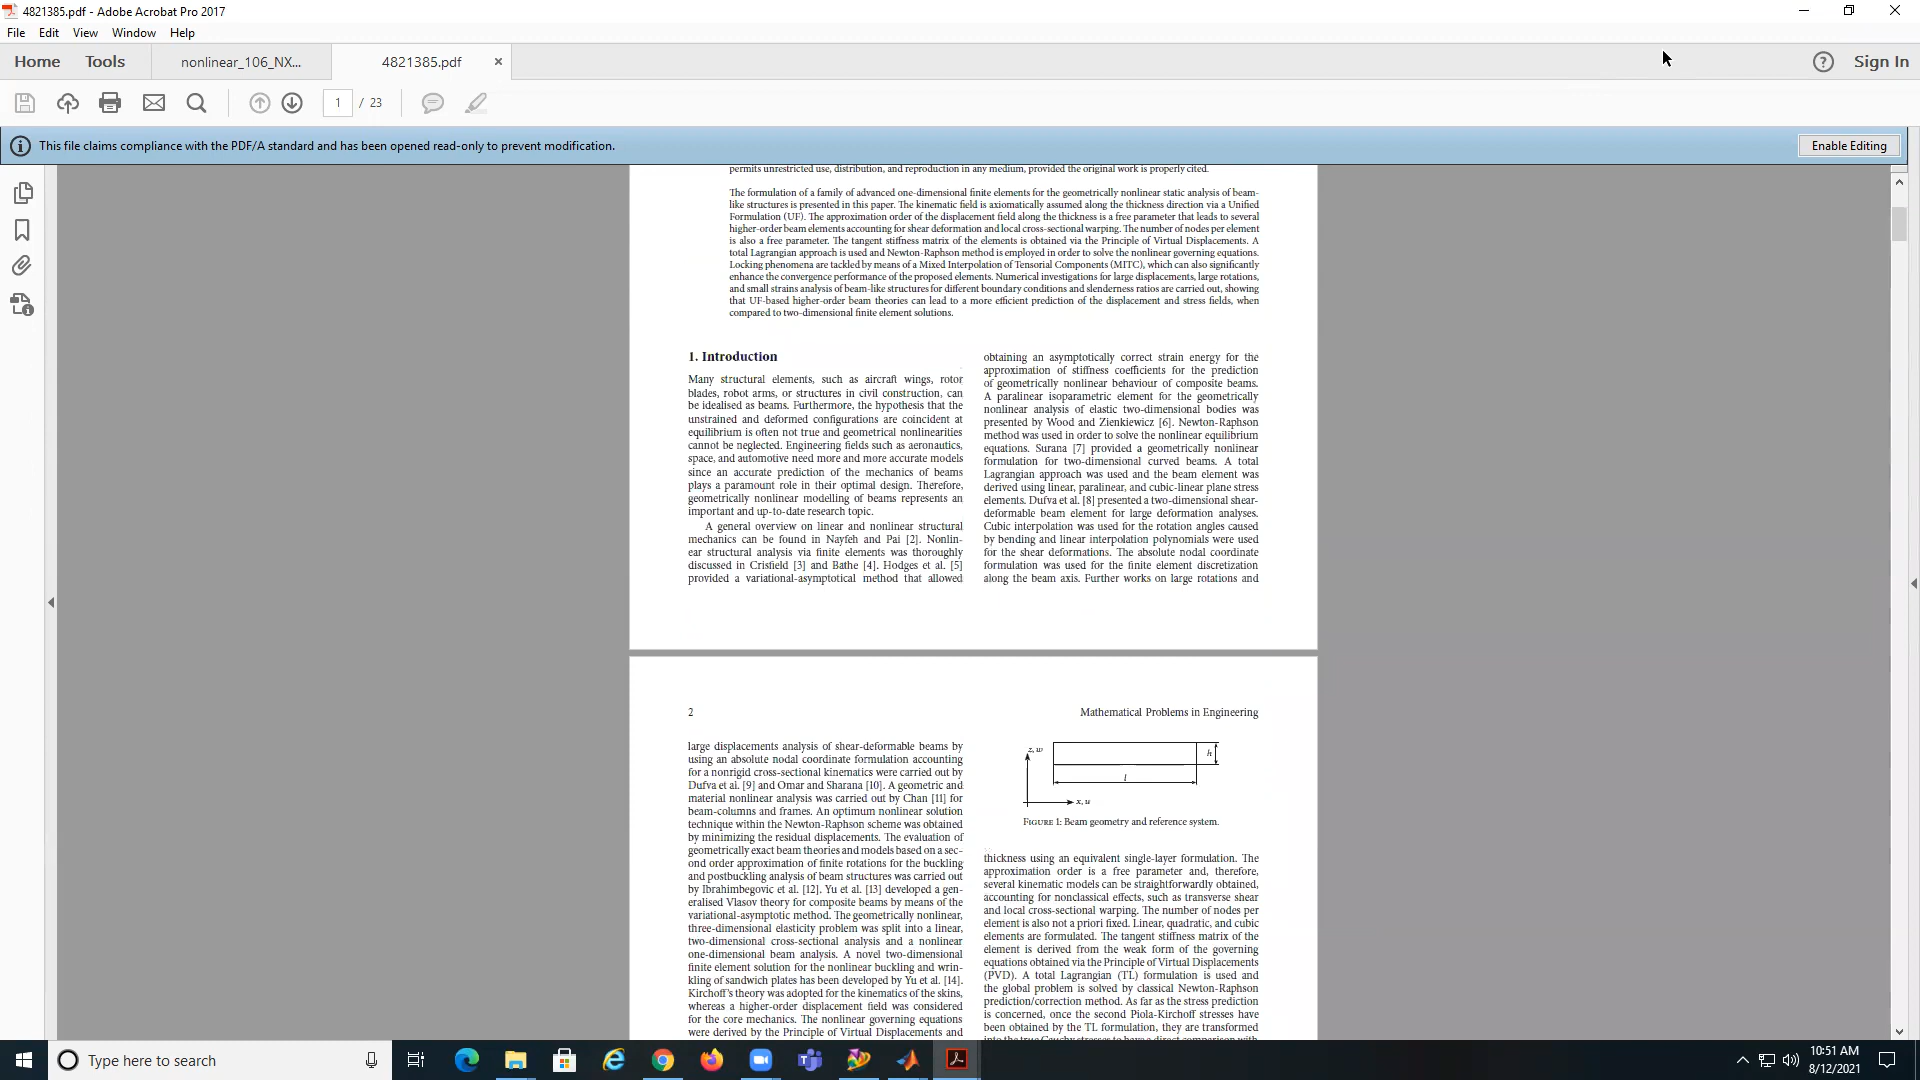 4821385.pdf - Adobe Acrobat Pro 2017
File Edit View Window Help
Home Tools nonlinear_106_NX... 4821385.pdf × ? Sign In
1 / 23
This file claims compliance with the PDF/A standard and has been opened read-only to prevent modification. Enable Editing
permits unrestricted use, distribution, and reproduction in any medium, provided the original work is properly cited.
The formulation of a family of advanced one-dimensional finite elements for the geometrically nonlinear static analysis of beam-
like structures is presented in this paper. The kinematic field is axiomatically assumed along the thickness direction via a Unified
Formulation (UF). The approximation order of the displacement field along the thickness is a free parameter that leads to several
higher-order beam elements accounting for shear deformation and local cross-sectional warping. The number of nodes per element
is also a free parameter. The tangent stiffness matrix of the elements is obtained via the Principle of Virtual Displacements. A
total Lagrangian approach is used and Newton-Raphson method is employed in order to solve the nonlinear governing equations.
Locking phenomena are tackled by means of a Mixed Interpolation of Tensorial Components (MITC), which can also significantly
enhance the convergence performance of the proposed elements. Numerical investigations for large displacements, large rotations,
and small strains analysis of beam-like structures for different boundary conditions and slenderness ratios are carried out, showing
that UF-based higher-order beam theories can lead to a more efficient prediction of the displacement and stress fields, when
compared to two-dimensional finite element solutions.
1. Introduction
Many structural elements, such as aircraft wings, rotor
blades, robot arms, or structures in civil construction, can
be idealised as beams. Furthermore, the hypothesis that the
unstrained and deformed configurations are coincident at
equilibrium is often not true and geometrical nonlinearities
cannot be neglected. Engineering fields such as aeronautics,
space, and automotive need more and more accurate models
since an accurate prediction of the mechanics of beams
plays a paramount role in their optimal design. Therefore,
geometrically nonlinear modelling of beams represents an
important and up-to-date research topic.
A general overview on linear and nonlinear structural
mechanics can be found in Nayfeh and Pai [2]. Nonlin-
ear structural analysis via finite elements was thoroughly
discussed in Crisfield [3] and Bathe [4]. Hodges et al. [5]
provided a variational-asymptotical method that allowed
obtaining an asymptotically correct strain energy for the
approximation of stiffness coefficients for the prediction
of geometrically nonlinear behaviour of composite beams.
A paralinear isoparametric element for the geometrically
nonlinear analysis of elastic two-dimensional bodies was
presented by Wood and Zienkiewicz [6]. Newton-Raphson
method was used in order to solve the nonlinear equilibrium
equations. Surana [7] provided a geometrically nonlinear
formulation for two-dimensional curved beams. A total
Lagrangian approach was used and the beam element was
derived using linear, paralinear, and cubic-linear plane stress
elements. Dufva et al. [8] presented a two-dimensional shear-
deformable beam element for large deformation analyses.
Cubic interpolation was used for the rotation angles caused
by bending and linear interpolation polynomials were used
for the shear deformations. The absolute nodal coordinate
formulation was used for the finite element discretization
along the beam axis. Further works on large rotations and
2 Mathematical Problems in Engineering
large displacements analysis of shear-deformable beams by
using an absolute nodal coordinate formulation accounting
for a nonrigid cross-sectional kinematics were carried out by
Dufva et al. [9] and Omar and Sharana [10]. A geometric and
material nonlinear analysis was carried out by Chan [11] for
beam-columns and frames. An optimum nonlinear solution
technique within the Newton-Raphson scheme was obtained
by minimizing the residual displacements. The evaluation of
geometrically exact beam theories and models based on a sec-
ond order approximation of finite rotations for the buckling
and postbuckling analysis of beam structures was carried out
by Ibrahimbegovic et al. [12]. Yu et al. [13] developed a gen-
eralised Vlasov theory for composite beams by means of the
variational-asymptotic method. The geometrically nonlinear,
three-dimensional elasticity problem was split into a linear,
two-dimensional cross-sectional analysis and a nonlinear
one-dimensional beam analysis. A novel two-dimensional
finite element solution for the nonlinear buckling and wrin-
kling of sandwich plates has been developed by Yu et al. [14].
Kirchoff's theory was adopted for the kinematics of the skins,
whereas a higher-order displacement field was considered
for the core mechanics. The nonlinear governing equations
were derived by the Principle of Virtual Displacements and
z, w
h
l
x, u
Figure 1: Beam geometry and reference system.
thickness using an equivalent single-layer formulation. The
approximation order is a free parameter and, therefore,
several kinematic models can be straightforwardly obtained,
accounting for nonclassical effects, such as transverse shear
and local cross-sectional warping. The number of nodes per
element is also not a priori fixed. Linear, quadratic, and cubic
elements are formulated. The tangent stiffness matrix of the
element is derived from the weak form of the governing
equations obtained via the Principle of Virtual Displacements
(PVD). A total Lagrangian (TL) formulation is used and
the global problem is solved by classical Newton-Raphson
prediction/correction method. As far as the stress prediction
is concerned, once the second Piola-Kirchoff stresses have
been obtained by the TL formulation, they are transformed
Type here to search
10:51 AM
8/12/2021